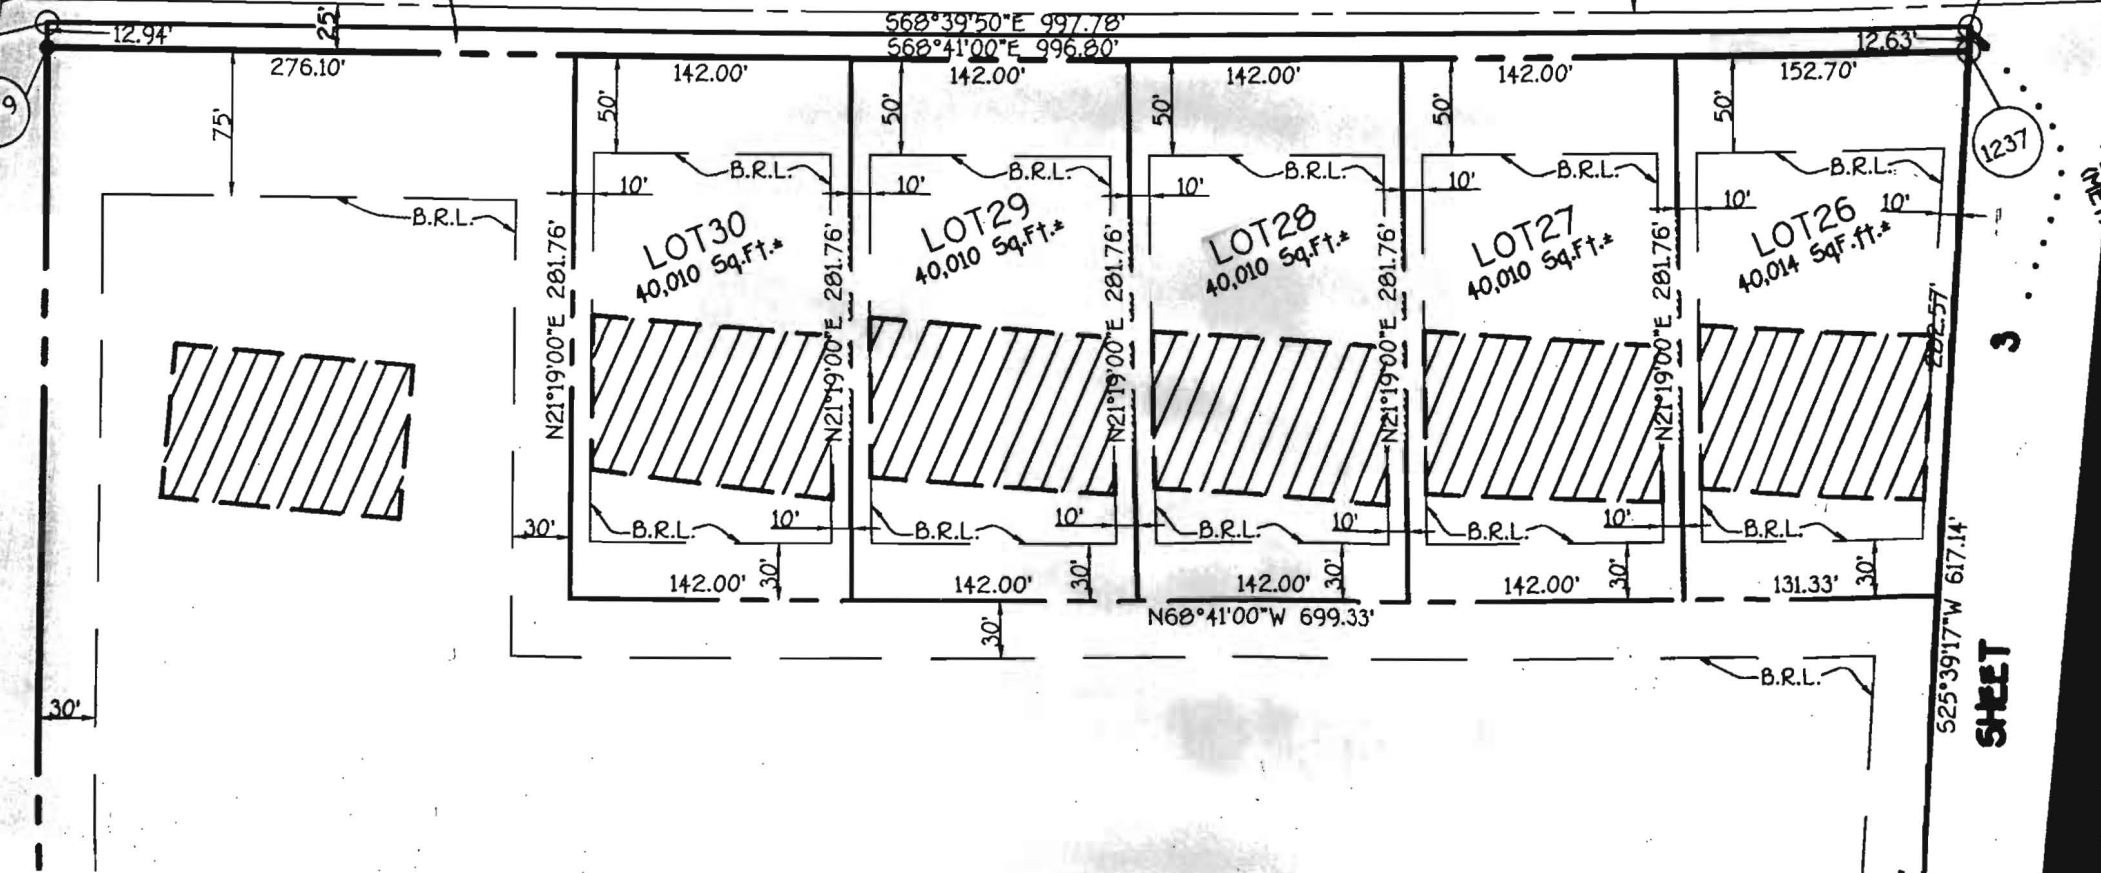 S68°39'50"E 997.78'
12.94'
25'
S68°41'00"E 996.80'
12.63'
276.10'
142.00'
142.00'
142.00'
142.00'
152.70'
9
75'
50'
50'
50'
50'
50'
1237
B.R.L.
B.R.L.
B.R.L.
B.R.L.
B.R.L.
10'
10'
10'
10'
10'
10'
B.R.L.
LOT30
40,010 Sq.Ft.±
LOT29
40,010 Sq.Ft.±
LOT28
40,010 Sq.Ft.±
LOT27
40,010 Sq.Ft.±
LOT26
40,014 SqF.ft.±
N21°19'00"E 281.76'
N21°19'00"E 281.76'
N21°19'00"E 281.76'
N21°19'00"E 281.76'
N21°19'00"E 281.76'
282.57'
SHEET 3
30'
B.R.L.
10'
B.R.L.
10'
B.R.L.
10'
B.R.L.
10'
B.R.L.
142.00'
30'
142.00'
30'
142.00'
30'
142.00'
30'
131.33'
30'
N68°41'00"W 699.33'
30'
S25°39'17"W 617.14'
B.R.L.
30'